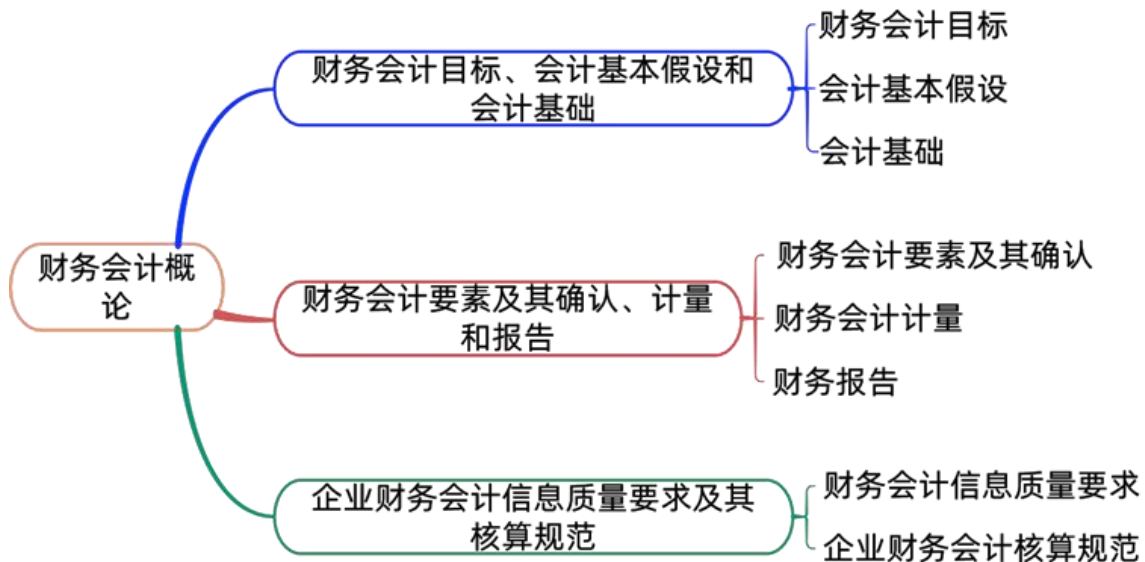 财务会计概
论
财务会计目标、会计基本假设和
会计基础
财务会计目标
会计基本假设
会计基础
财务会计要素及其确认、计量
和报告
财务会计要素及其确认
财务会计计量
财务报告
企业财务会计信息质量要求及其
核算规范
财务会计信息质量要求
企业财务会计核算规范